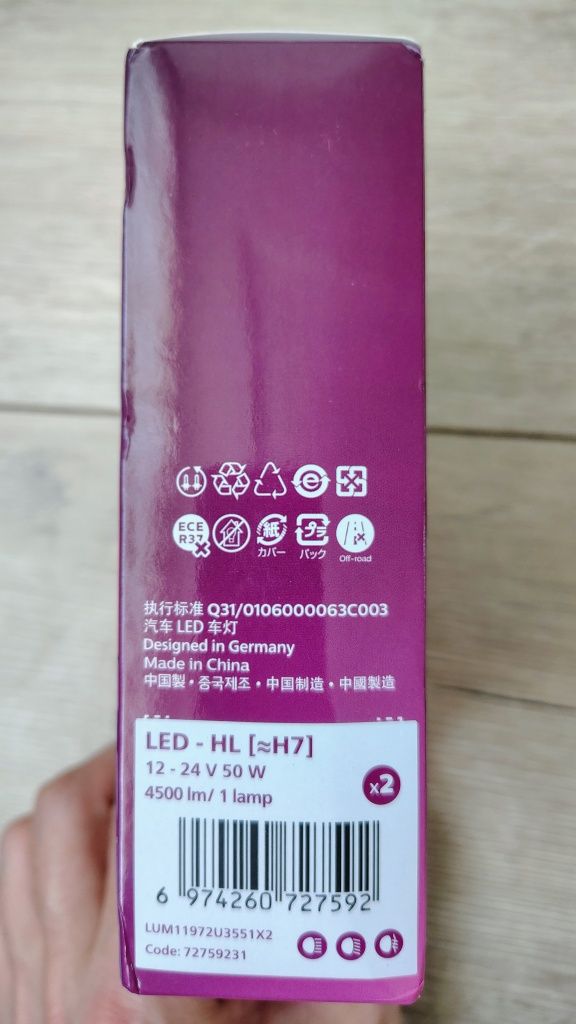 ECE
R37
紙
カバー
パック
Off-road
执行标准 Q31/0106000063C003
汽车 LED 车灯
Designed in Germany
Made in China
中国製・중국제조・中国制造・中國製造
LED - HL [≈H7]
12 - 24 V 50 W
4500 lm/ 1 lamp
x2
6 974260 727592
LUM11972U3551X2
Code: 72759231